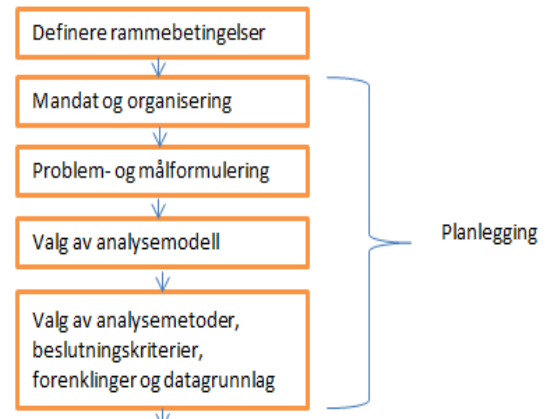 Definere rammebetingelser
Mandat og organisering
Problem- og målformulering
Valg av analysemodell
Valg av analysemetoder,
beslutningskriterier,
forenklinger og datagrunnlag
Planlegging